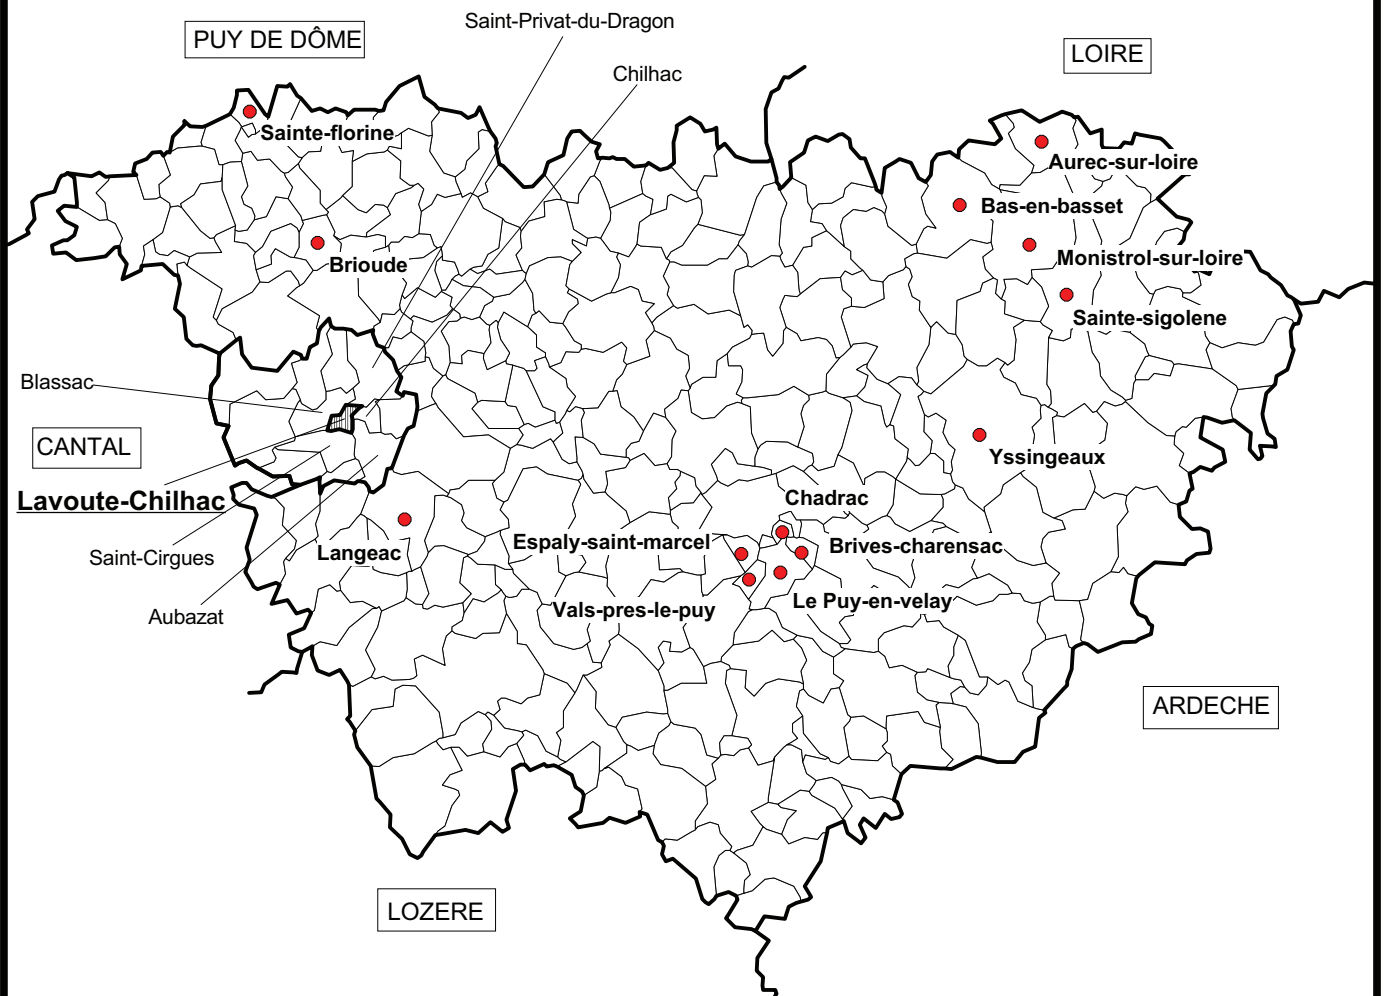 Saint-Privat-du-Dragon
PUY DE DÔME
LOIRE
Chilhac
Sainte-florine
Aurec-sur-loire
Bas-en-basset
Brioude
Monistrol-sur-loire
Sainte-sigolene
Blassac
CANTAL
Yssingeaux
Lavoute-Chilhac
Chadrac
Espaly-saint-marcel
Brives-charensac
Langeac
Saint-Cirgues
Le Puy-en-velay
Vals-pres-le-puy
Aubazat
ARDECHE
LOZERE